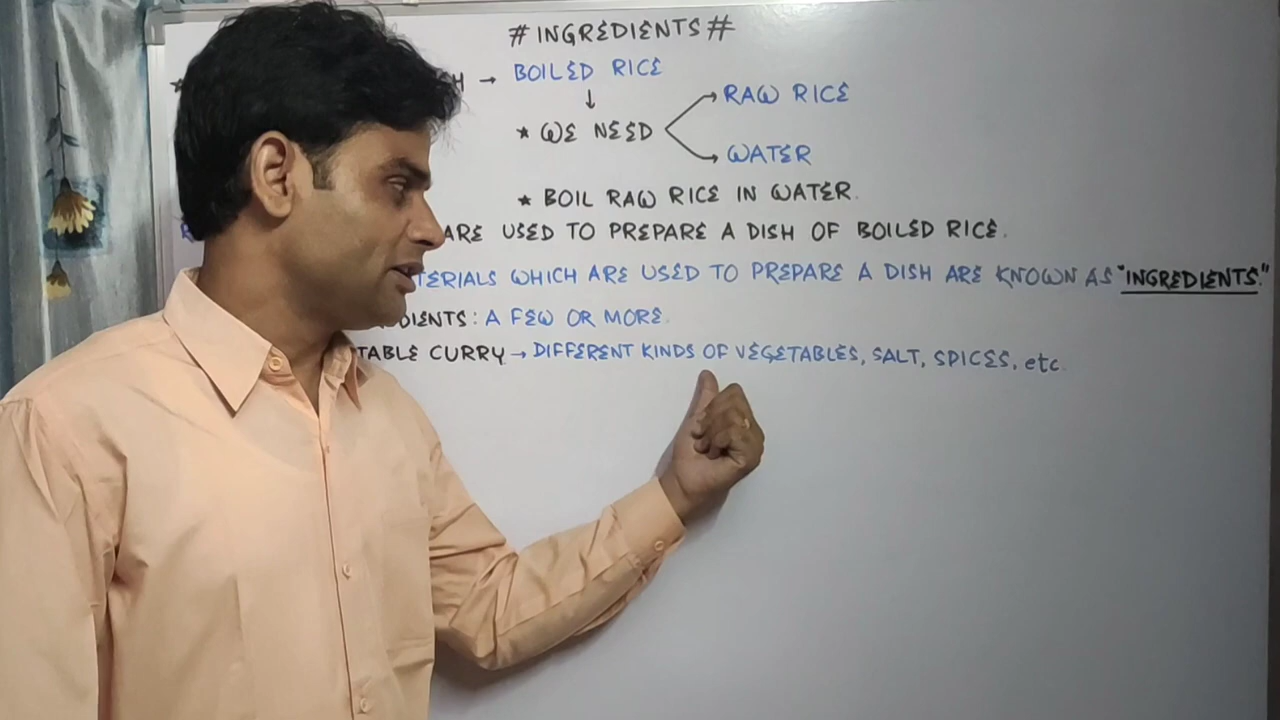 # INGREDIENTS #
H → BOILED RICE
↓
RAW RICE
* WE NEED
WATER
* BOIL RAW RICE IN WATER.
ARE USED TO PREPARE A DISH OF BOILED RICE.
TERIALS WHICH ARE USED TO PREPARE A DISH ARE KNOWN AS "INGREDIENTS."
DIENTS: A FEW OR MORE.
TABLE CURRY → DIFFERENT KINDS OF VEGETABLES, SALT, SPICES, etc.